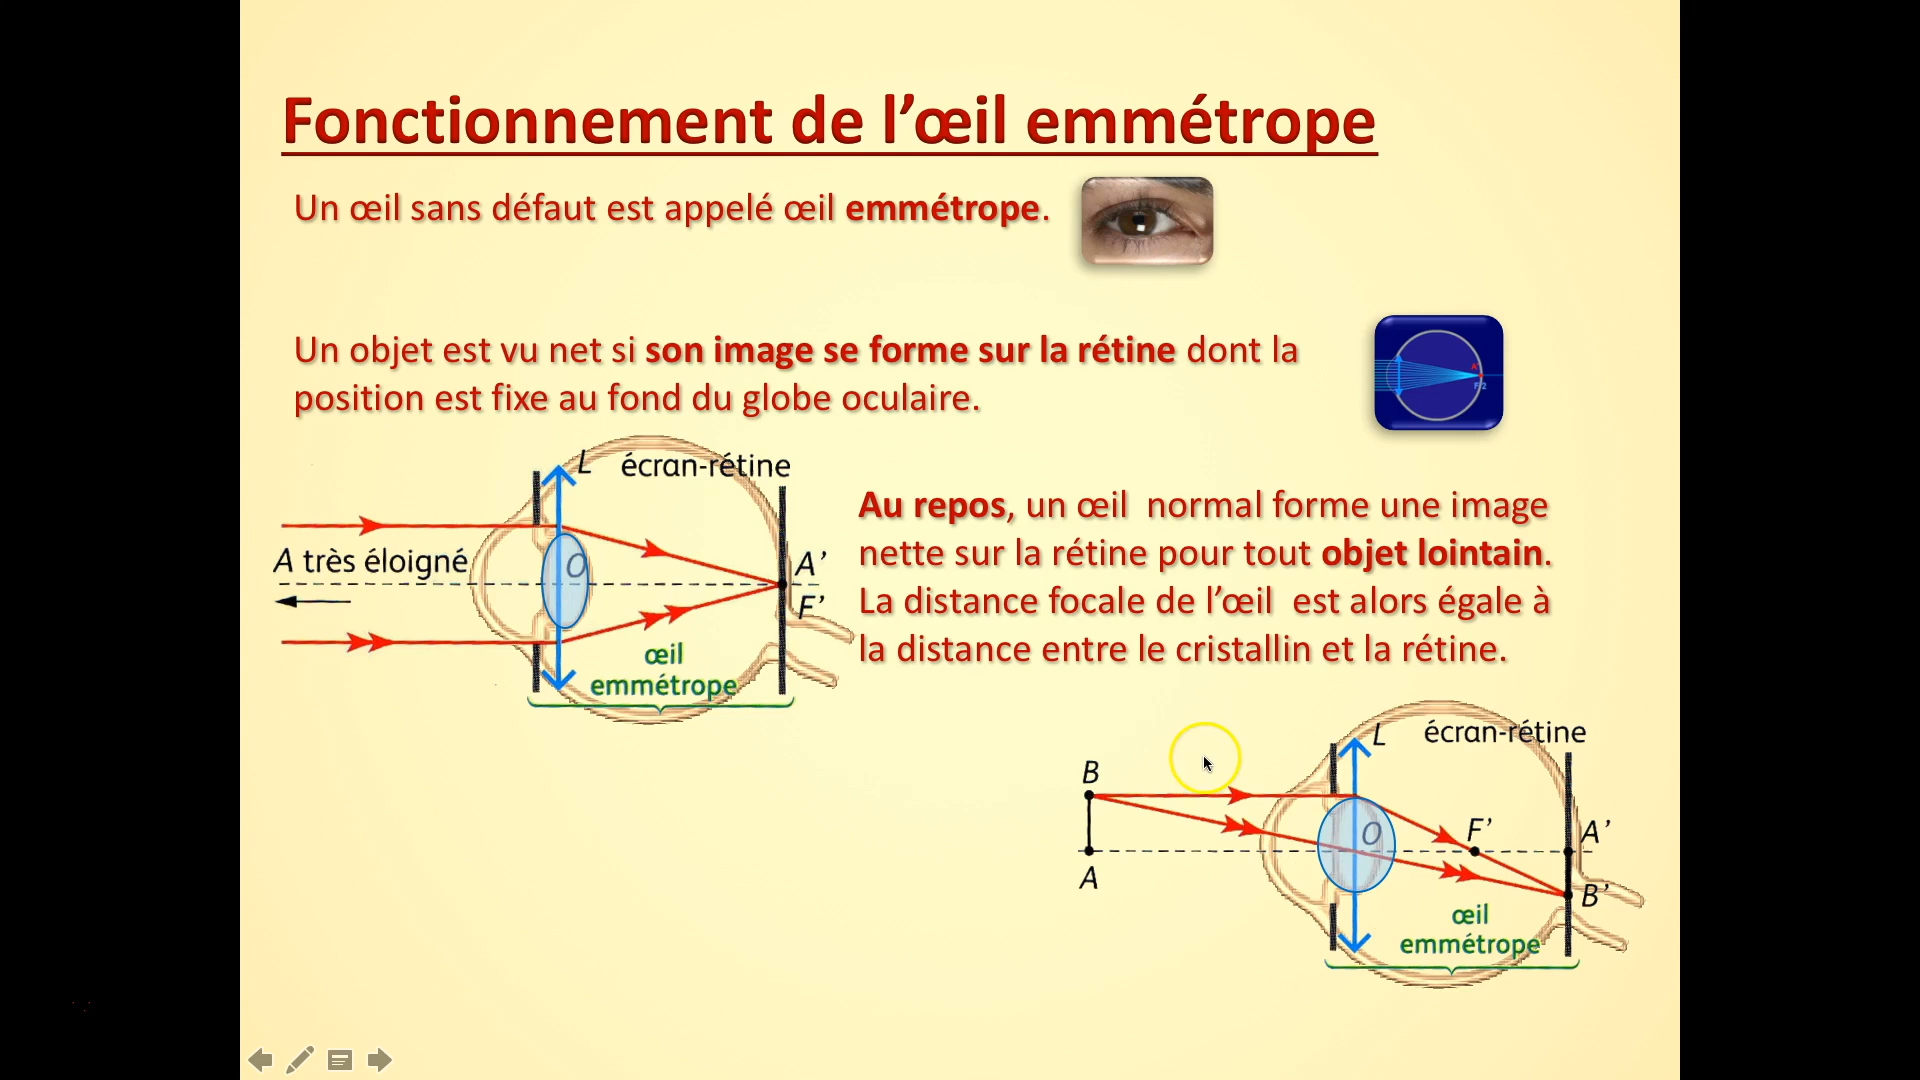 Fonctionnement de l’œil emmétrope
Un œil sans défaut est appelé œil emmétrope.
Un objet est vu net si son image se forme sur la rétine dont la
position est fixe au fond du globe oculaire.
A'
F'2
L écran-rétine
A très éloigné
O
A'
F'
œil
emmétrope
Au repos, un œil normal forme une image
nette sur la rétine pour tout objet lointain.
La distance focale de l’œil est alors égale à
la distance entre le cristallin et la rétine.
L écran-rétine
B
O
F'
A'
A
B'
œil
emmétrope